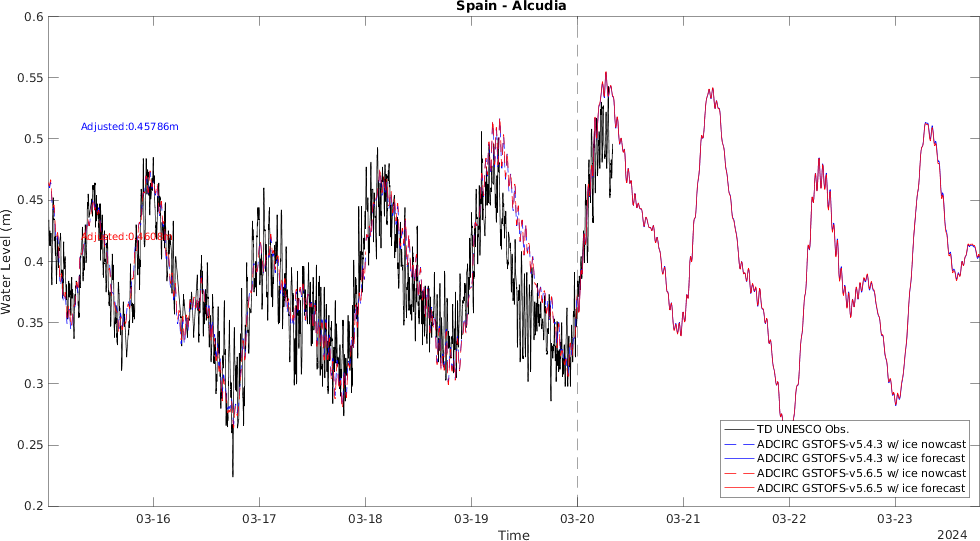 Spain - Alcudia
0.6
0.55
0.5
0.45
0.4
0.35
0.3
0.25
0.2
Water Level (m)
Adjusted:0.45786m
03-16
03-17
03-18
03-19
03-20
03-21
03-22
03-23
Time
2024
TD UNESCO Obs.
ADCIRC GSTOFS-v5.4.3 w/ ice nowcast
ADCIRC GSTOFS-v5.4.3 w/ ice forecast
ADCIRC GSTOFS-v5.6.5 w/ ice nowcast
ADCIRC GSTOFS-v5.6.5 w/ ice forecast